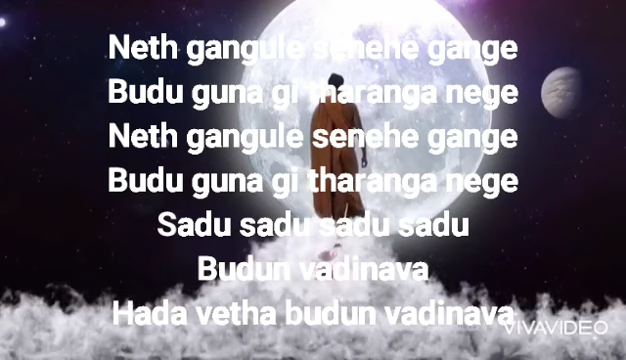 Neth gangule senehe gange
Budu guna gi tharanga nege
Neth gangule senehe gange
Budu guna gi tharanga nege
Sadu sadu sadu sadu
Budun vadinava
Hada vetha budun vadinava
VIVAVIDEO